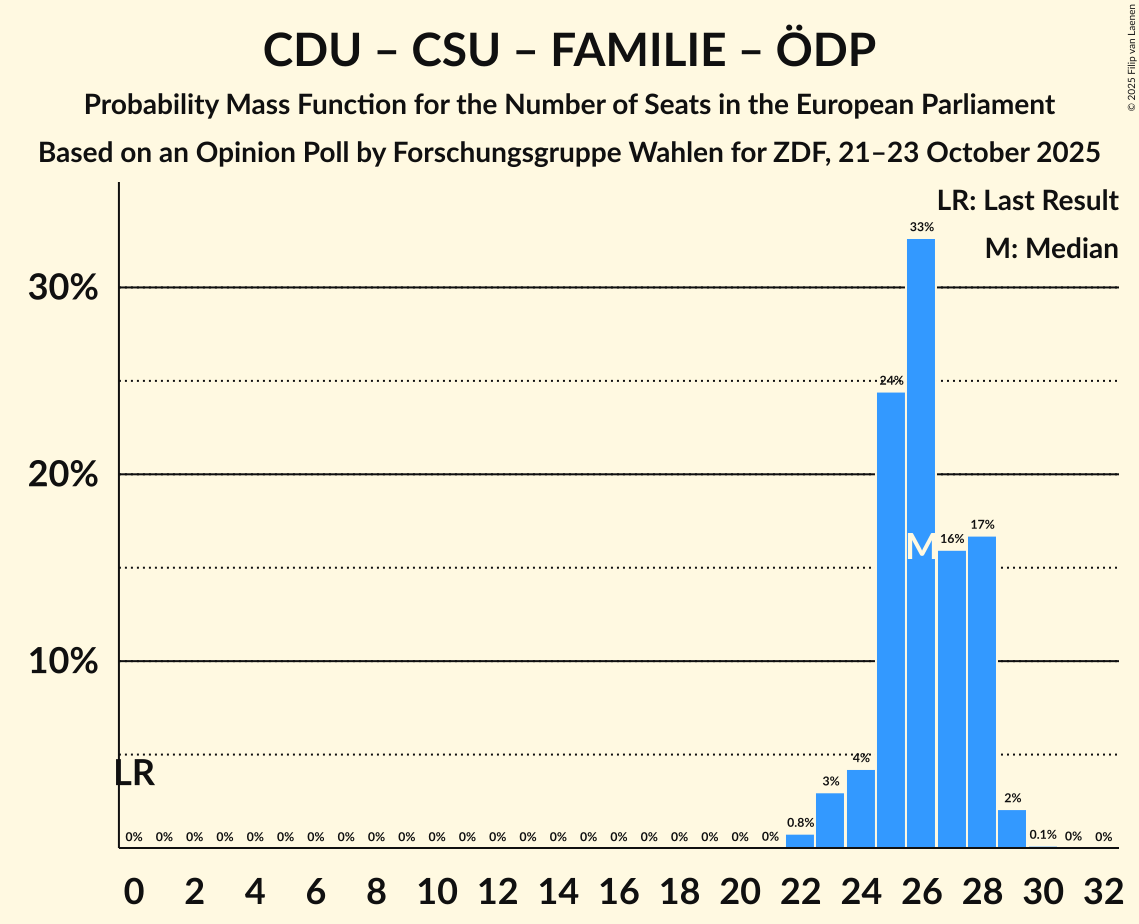 CDU – CSU – FAMILIE – ÖDP
Probability Mass Function for the Number of Seats in the European Parliament
Based on an Opinion Poll by Forschungsgruppe Wahlen for ZDF, 21–23 October 2025
© 2025 Filip van Laenen
LR: Last Result
M: Median
33%
30%
24%
20%
17%
16%
M
10%
LR
4%
3%
2%
0.8%
0.1%
0% 0% 0% 0% 0% 0% 0% 0% 0% 0% 0% 0% 0% 0% 0% 0% 0% 0% 0% 0% 0% 0% 0% 0%
0 2 4 6 8 10 12 14 16 18 20 22 24 26 28 30 32